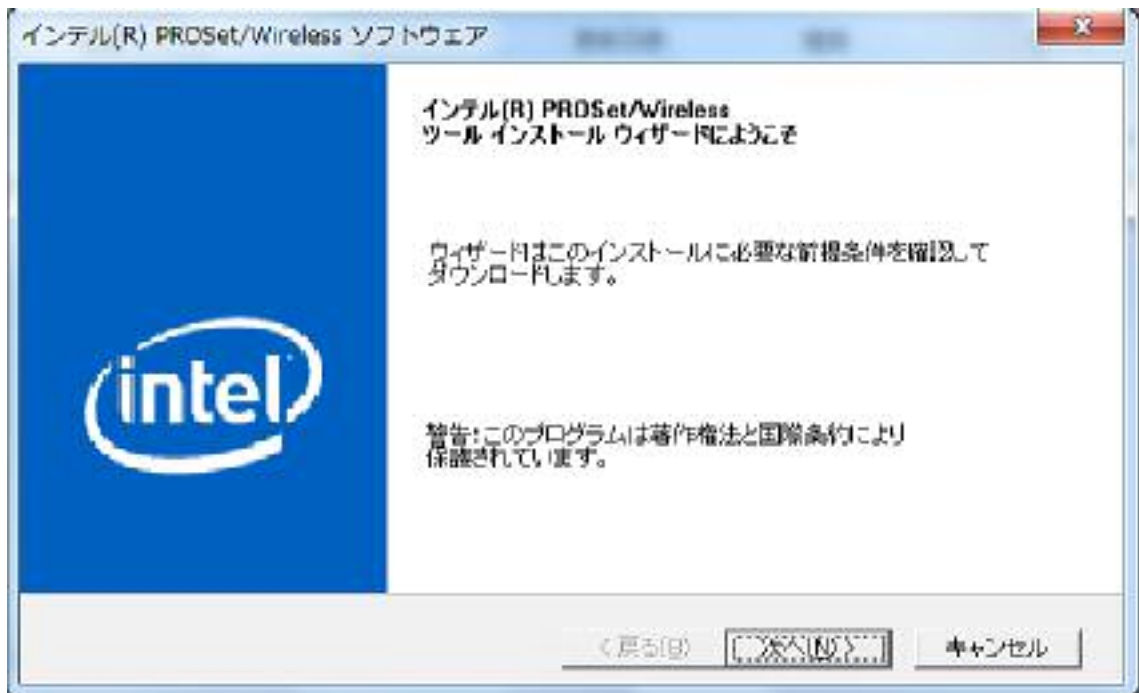 インテル(R) PROSet/Wireless ソフトウェア
インテル(R) PROSet/Wireless
ツール インストール ウィザードにようこそ
ウィザードはこのインストールに必要な前提条件を確認して
ダウンロードします。
intel
警告:このプログラムは著作権法と国際条約により
保護されています。
< 戻る(B)
次へ(N) >
キャンセル